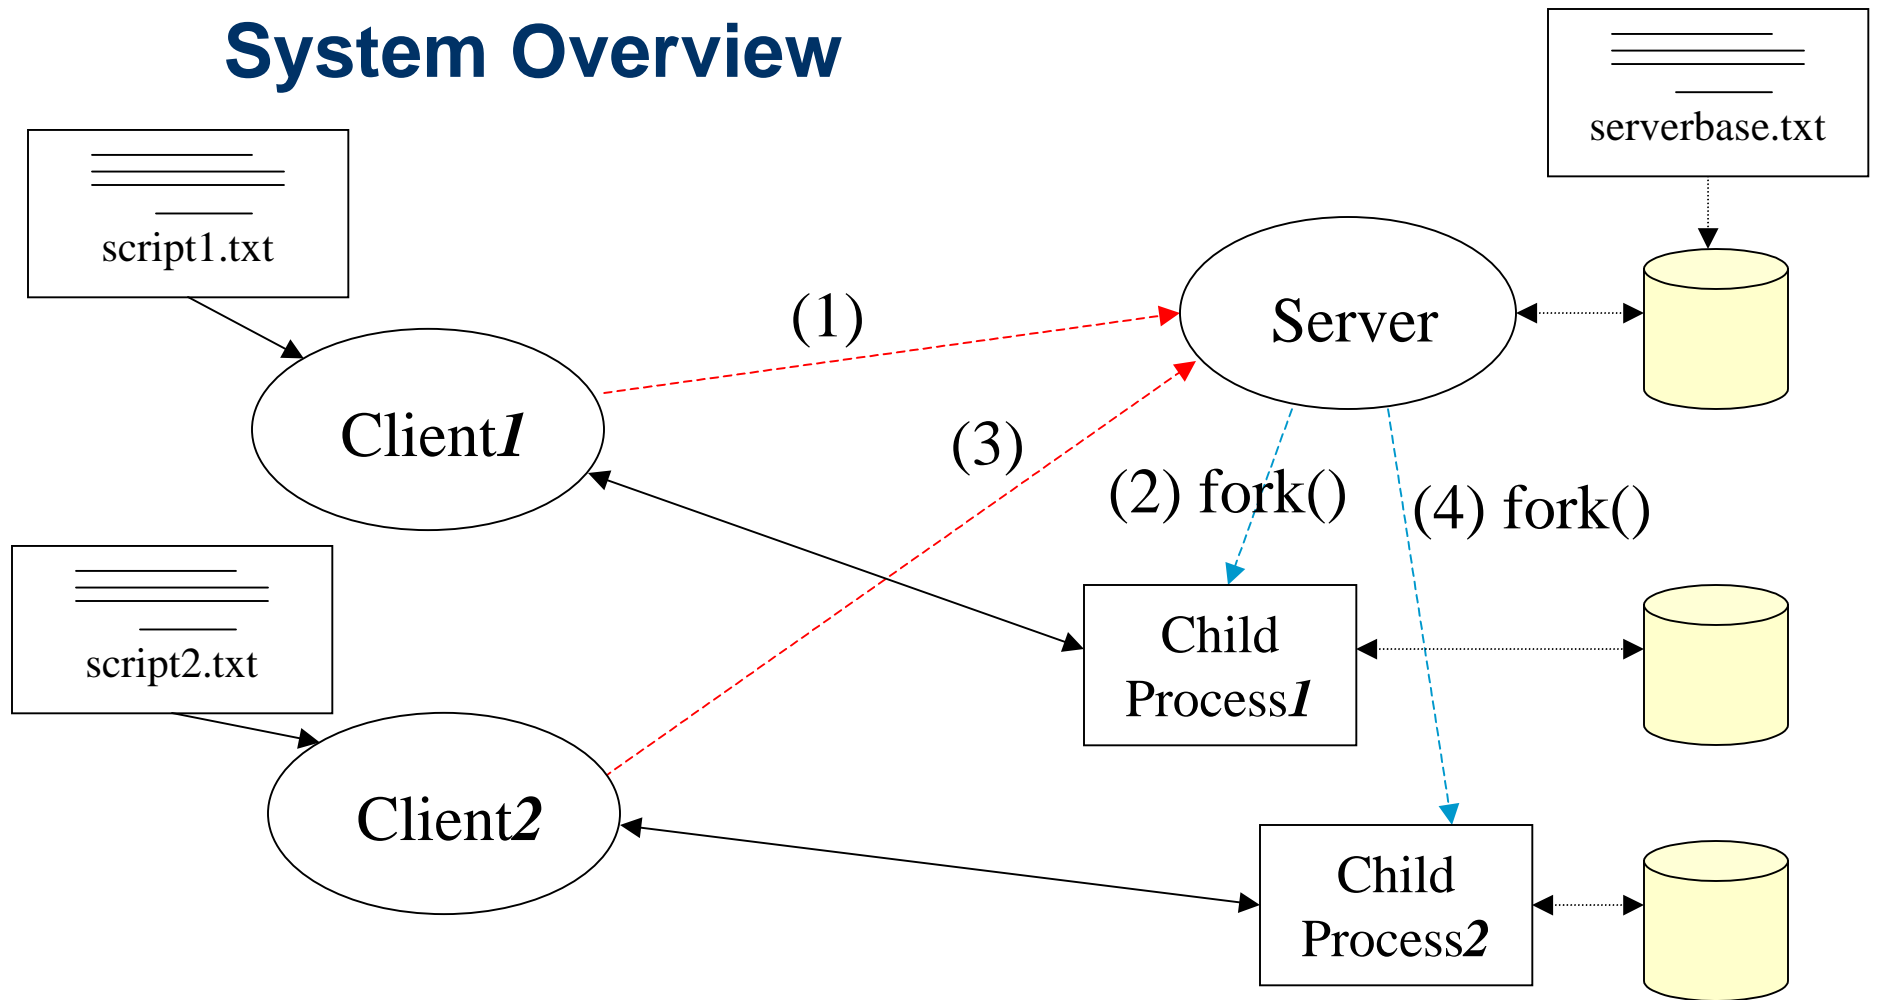 System Overview
serverbase.txt
script1.txt
(1)
Server
Client1
(3)
(2) fork()
(4) fork()
script2.txt
Child
Process1
Client2
Child
Process2